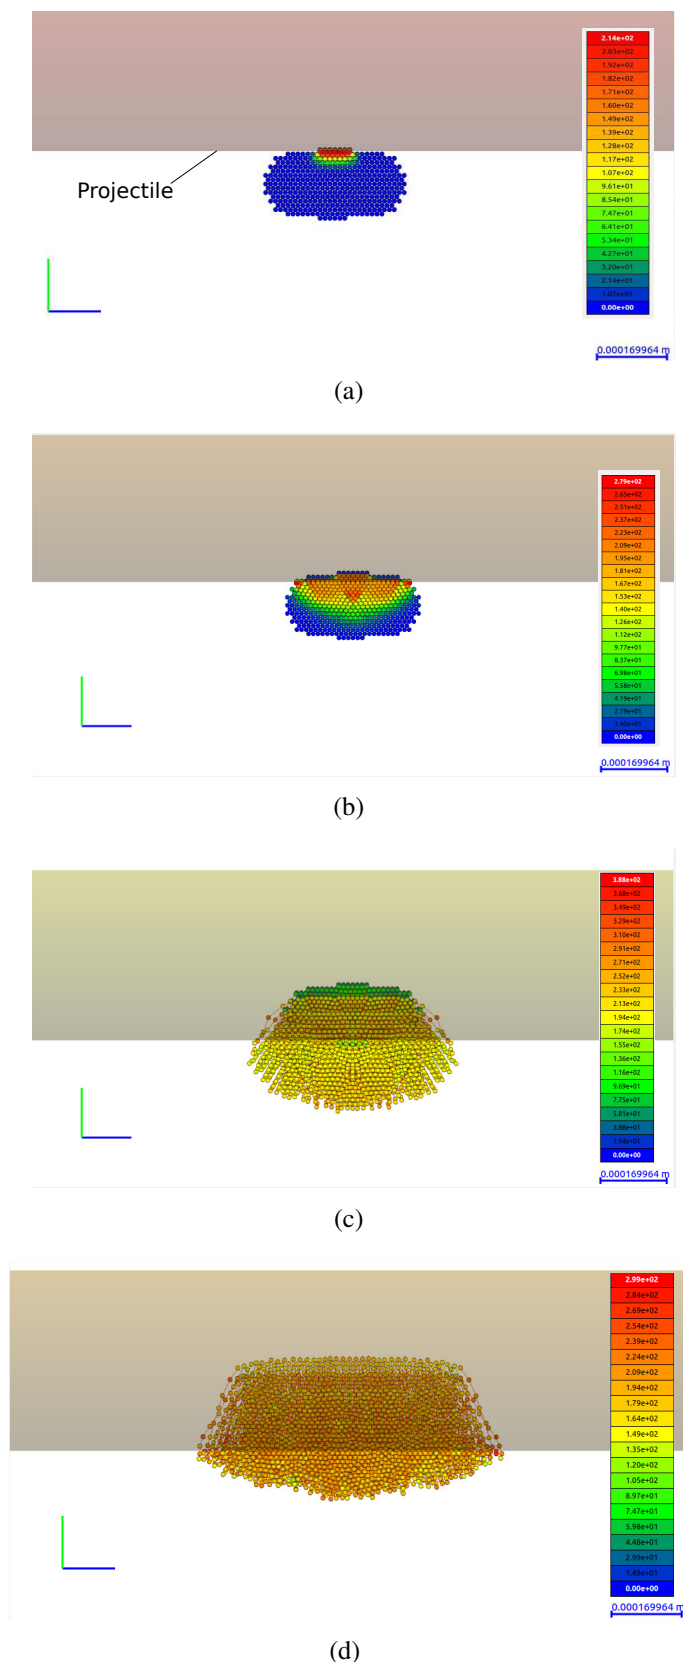 2.14e+02
2.03e+02
1.92e+02
1.82e+02
1.71e+02
1.60e+02
1.49e+02
1.39e+02
1.28e+02
1.17e+02
1.07e+02
9.61e+01
8.54e+01
7.47e+01
6.41e+01
5.34e+01
4.27e+01
3.20e+01
2.14e+01
1.07e+01
0.00e+00
Projectile
0.000169964 m
(a)
2.79e+02
2.65e+02
2.51e+02
2.37e+02
2.23e+02
2.09e+02
1.95e+02
1.81e+02
1.67e+02
1.53e+02
1.40e+02
1.26e+02
1.12e+02
9.77e+01
8.37e+01
6.98e+01
5.58e+01
4.19e+01
2.79e+01
1.40e+01
0.00e+00
0.000169964 m
(b)
3.88e+02
3.68e+02
3.49e+02
3.29e+02
3.10e+02
2.91e+02
2.71e+02
2.52e+02
2.33e+02
2.13e+02
1.94e+02
1.74e+02
1.55e+02
1.36e+02
1.16e+02
9.69e+01
7.75e+01
5.81e+01
3.88e+01
1.94e+01
0.00e+00
0.000169964 m
(c)
2.99e+02
2.84e+02
2.69e+02
2.54e+02
2.39e+02
2.24e+02
2.09e+02
1.94e+02
1.79e+02
1.64e+02
1.49e+02
1.35e+02
1.20e+02
1.05e+02
8.97e+01
7.47e+01
5.98e+01
4.48e+01
2.99e+01
1.49e+01
0.00e+00
0.000169964 m
(d)